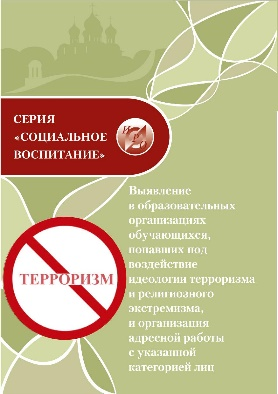 СЕРИЯ
«СОЦИАЛЬНОЕ
ВОСПИТАНИЕ»
ТЕРРОРИЗМ
Выявление
в образовательных
организациях
обучающихся,
попавших под
воздействие
идеологии терроризма
и религиозного
экстремизма,
и организация
адресной работы
с указанной
категорией лиц